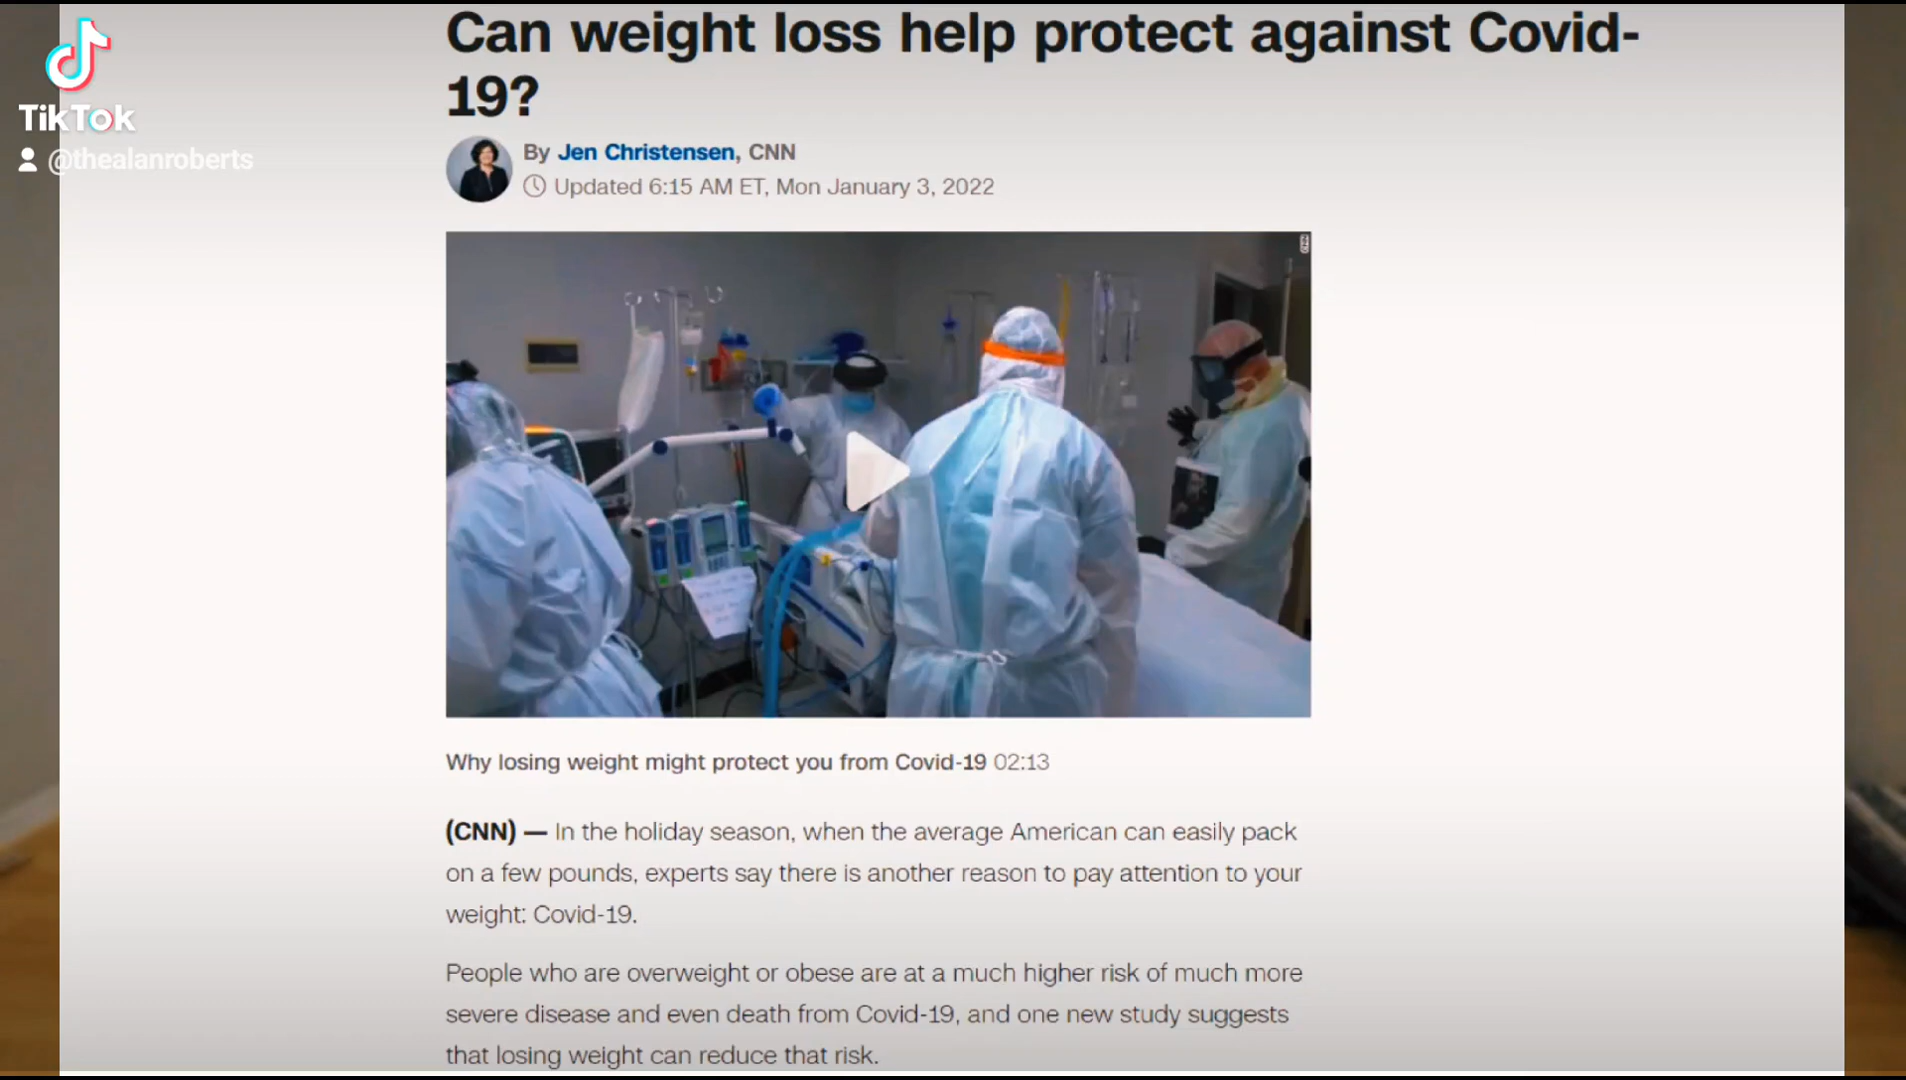 Can weight loss help protect against Covid-
19?
TikTok
@thealanroberts
By Jen Christensen, CNN
Updated 6:15 AM ET, Mon January 3, 2022
CNN
Why losing weight might protect you from Covid-19 02:13
(CNN) — In the holiday season, when the average American can easily pack
on a few pounds, experts say there is another reason to pay attention to your
weight: Covid-19.
People who are overweight or obese are at a much higher risk of much more
severe disease and even death from Covid-19, and one new study suggests
that losing weight can reduce that risk.